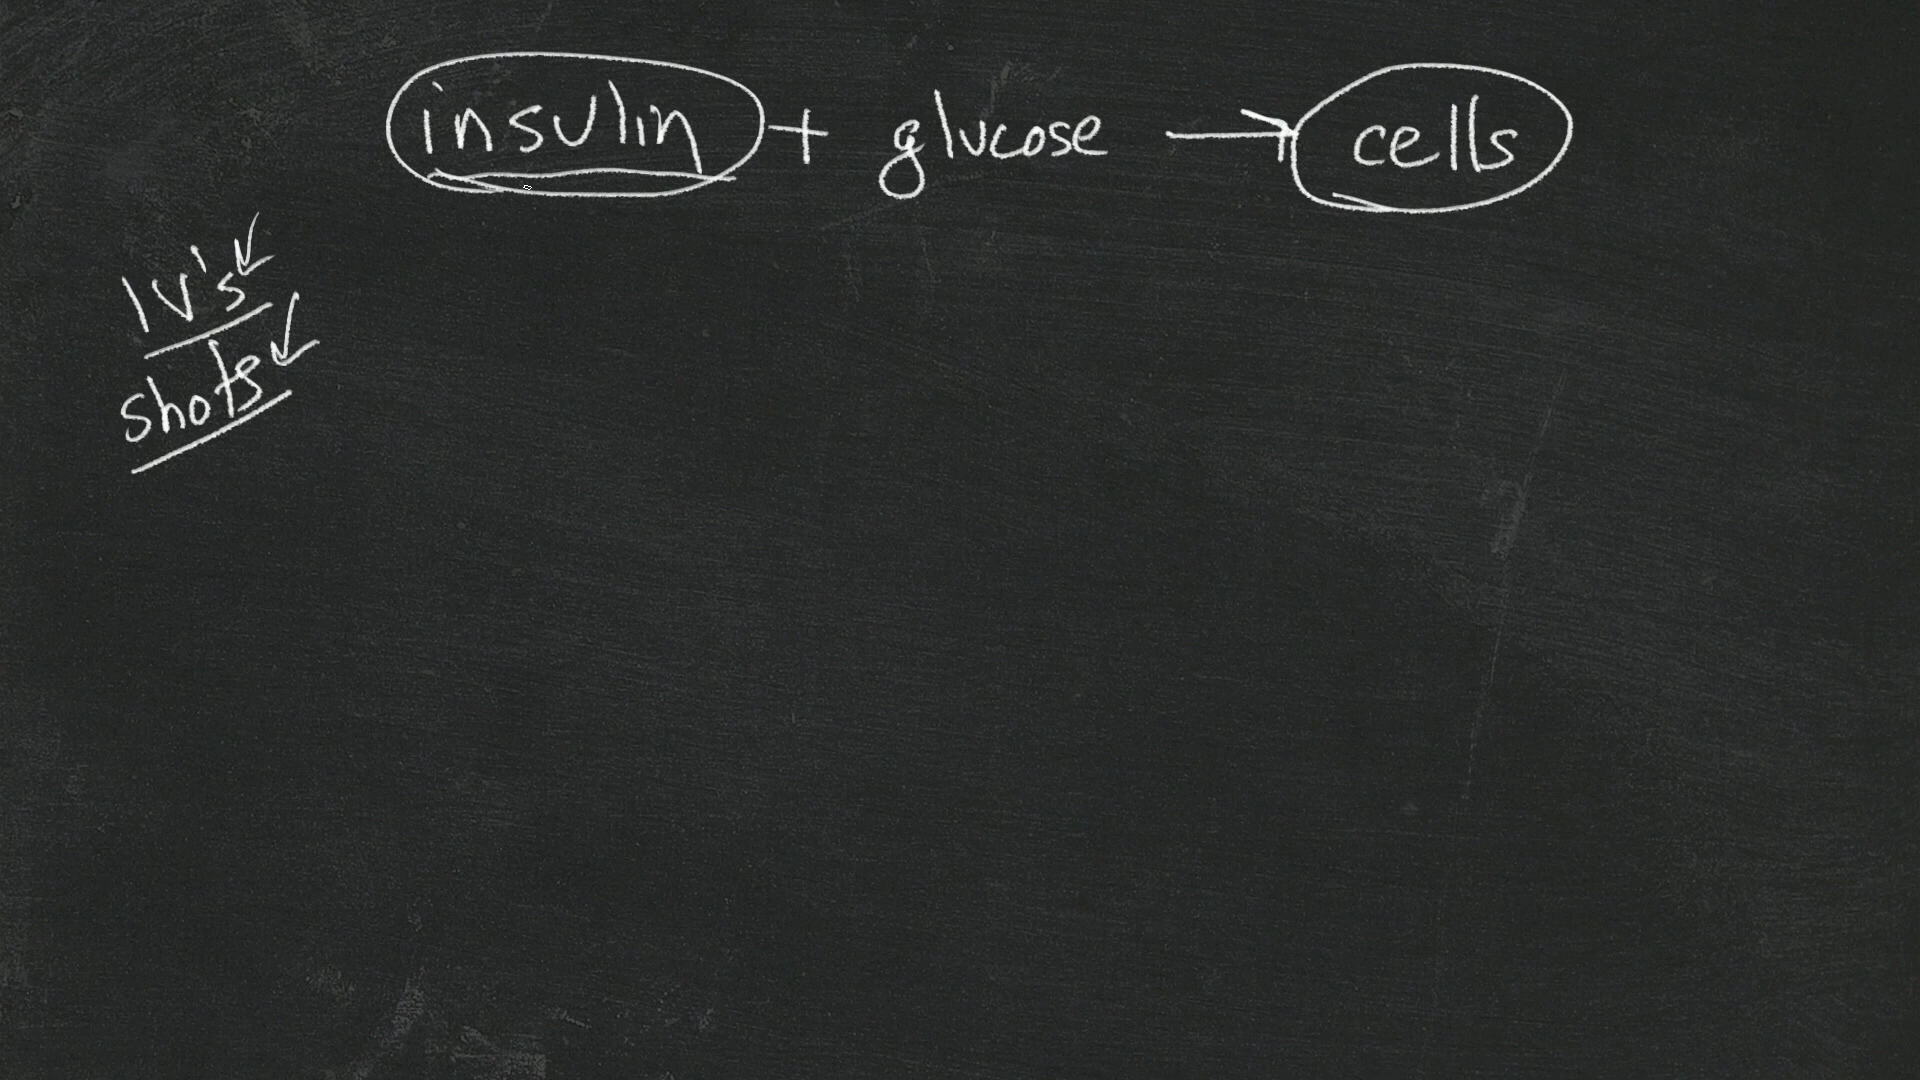 insulin + glucose → cells
IV's
shots